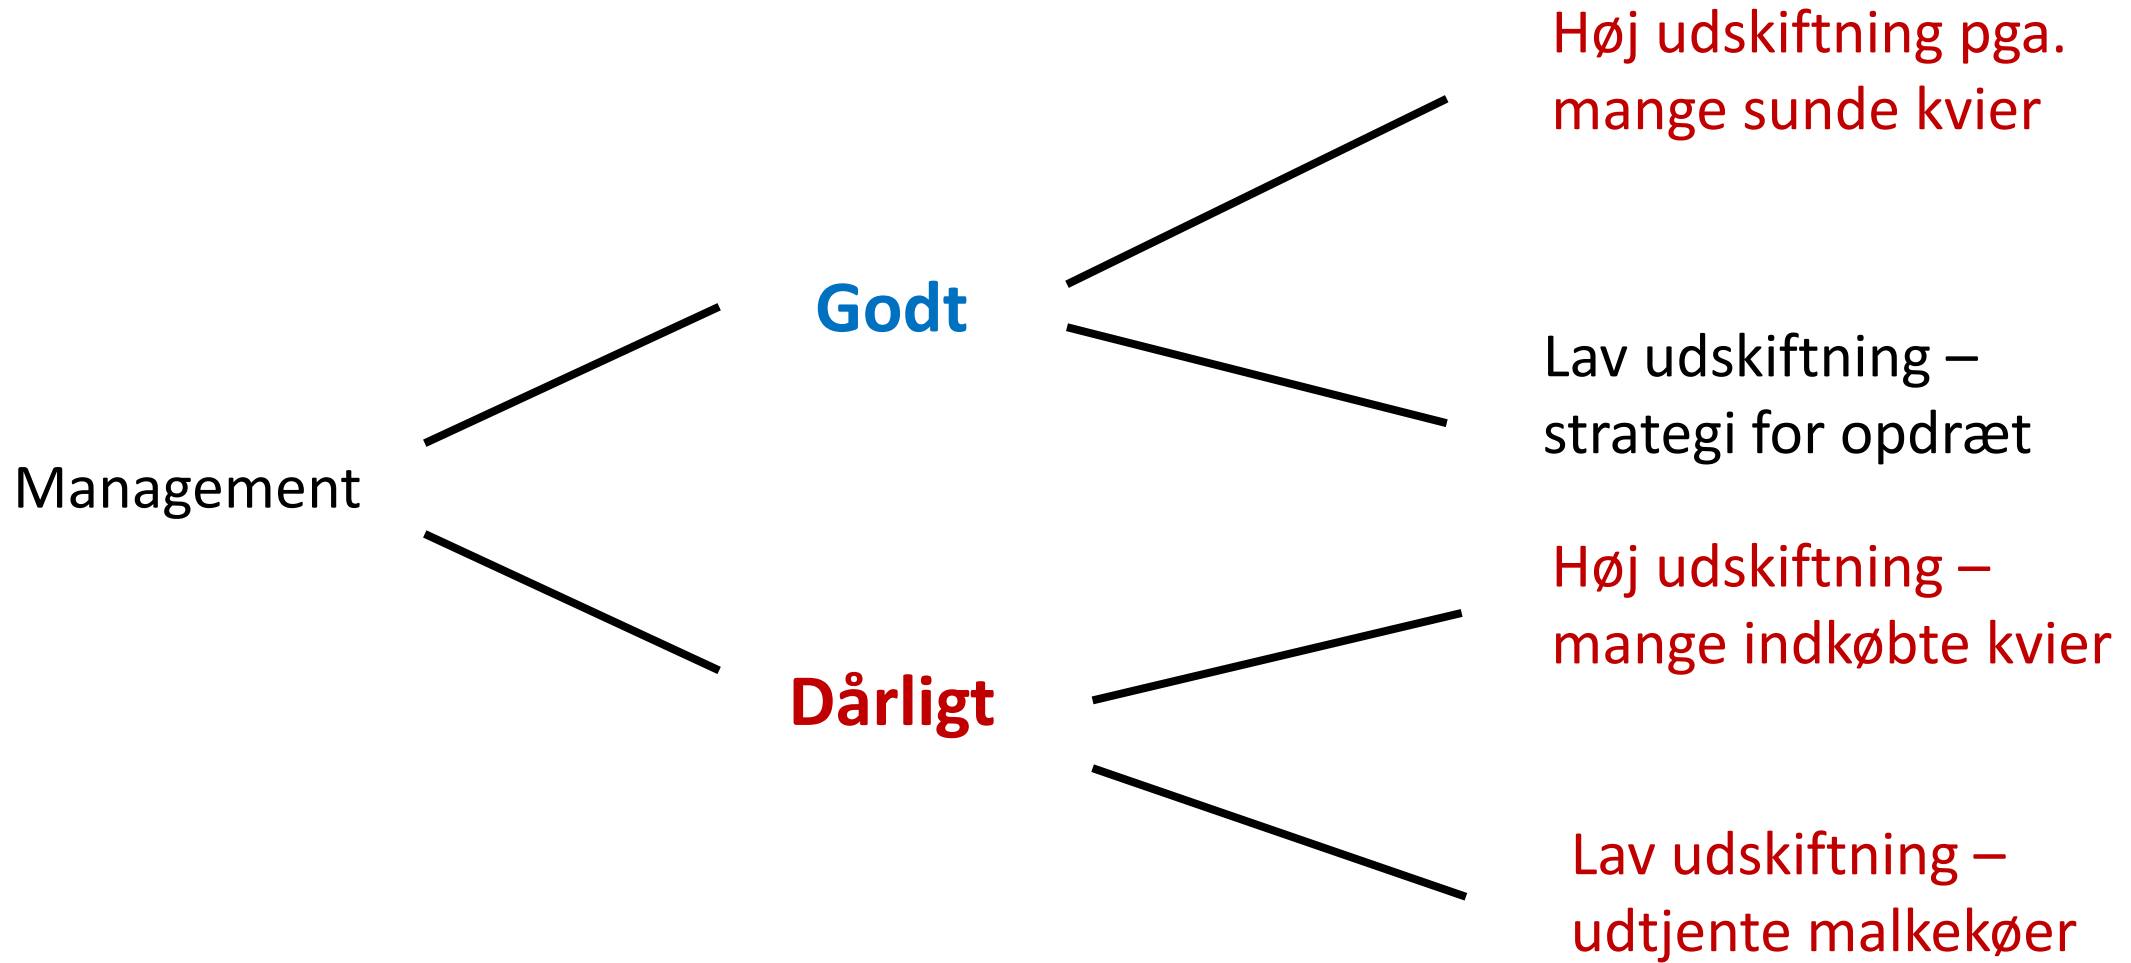 Management
Godt
Dårligt
Høj udskiftning pga.
mange sunde kvier
Lav udskiftning –
strategi for opdræt
Høj udskiftning –
mange indkøbte kvier
Lav udskiftning –
udtjente malkekøer